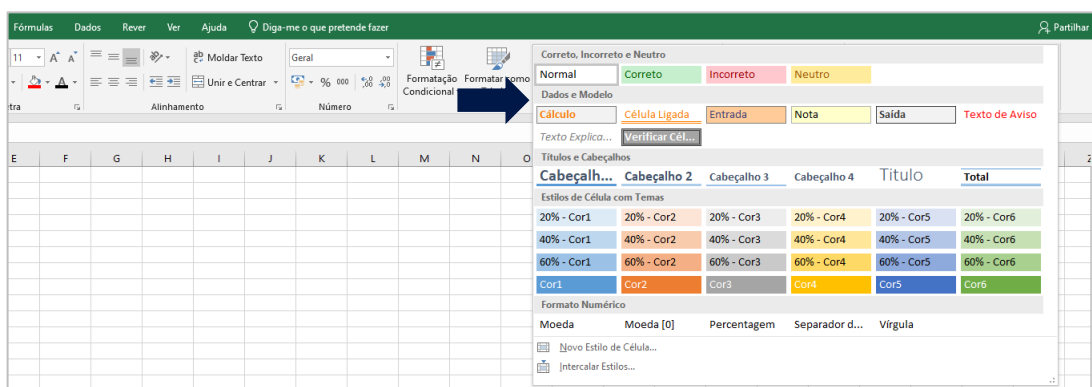 Fórmulas Dados Rever Ver Ajuda Diga-me o que pretende fazer Partilhar
11 A A ab Moldar Texto Geral
A Unir e Centrar % 000 ,00 ,00
Formatação Formatar como
Condicional
tra Alinhamento Número
E F G H I J K L M N O
Correto, Incorreto e Neutro
Normal Correto Incorreto Neutro
Dados e Modelo
Cálculo Célula Ligada Entrada Nota Saída Texto de Aviso
Texto Explica... Verificar Cél...
Títulos e Cabeçalhos
Cabeçalh... Cabeçalho 2 Cabeçalho 3 Cabeçalho 4 Título Total
Estilos de Célula com Temas
20% - Cor1 20% - Cor2 20% - Cor3 20% - Cor4 20% - Cor5 20% - Cor6
40% - Cor1 40% - Cor2 40% - Cor3 40% - Cor4 40% - Cor5 40% - Cor6
60% - Cor1 60% - Cor2 60% - Cor3 60% - Cor4 60% - Cor5 60% - Cor6
Cor1 Cor2 Cor3 Cor4 Cor5 Cor6
Formato Numérico
Moeda Moeda [0] Percentagem Separador d... Vírgula
Novo Estilo de Célula...
Intercalar Estilos...